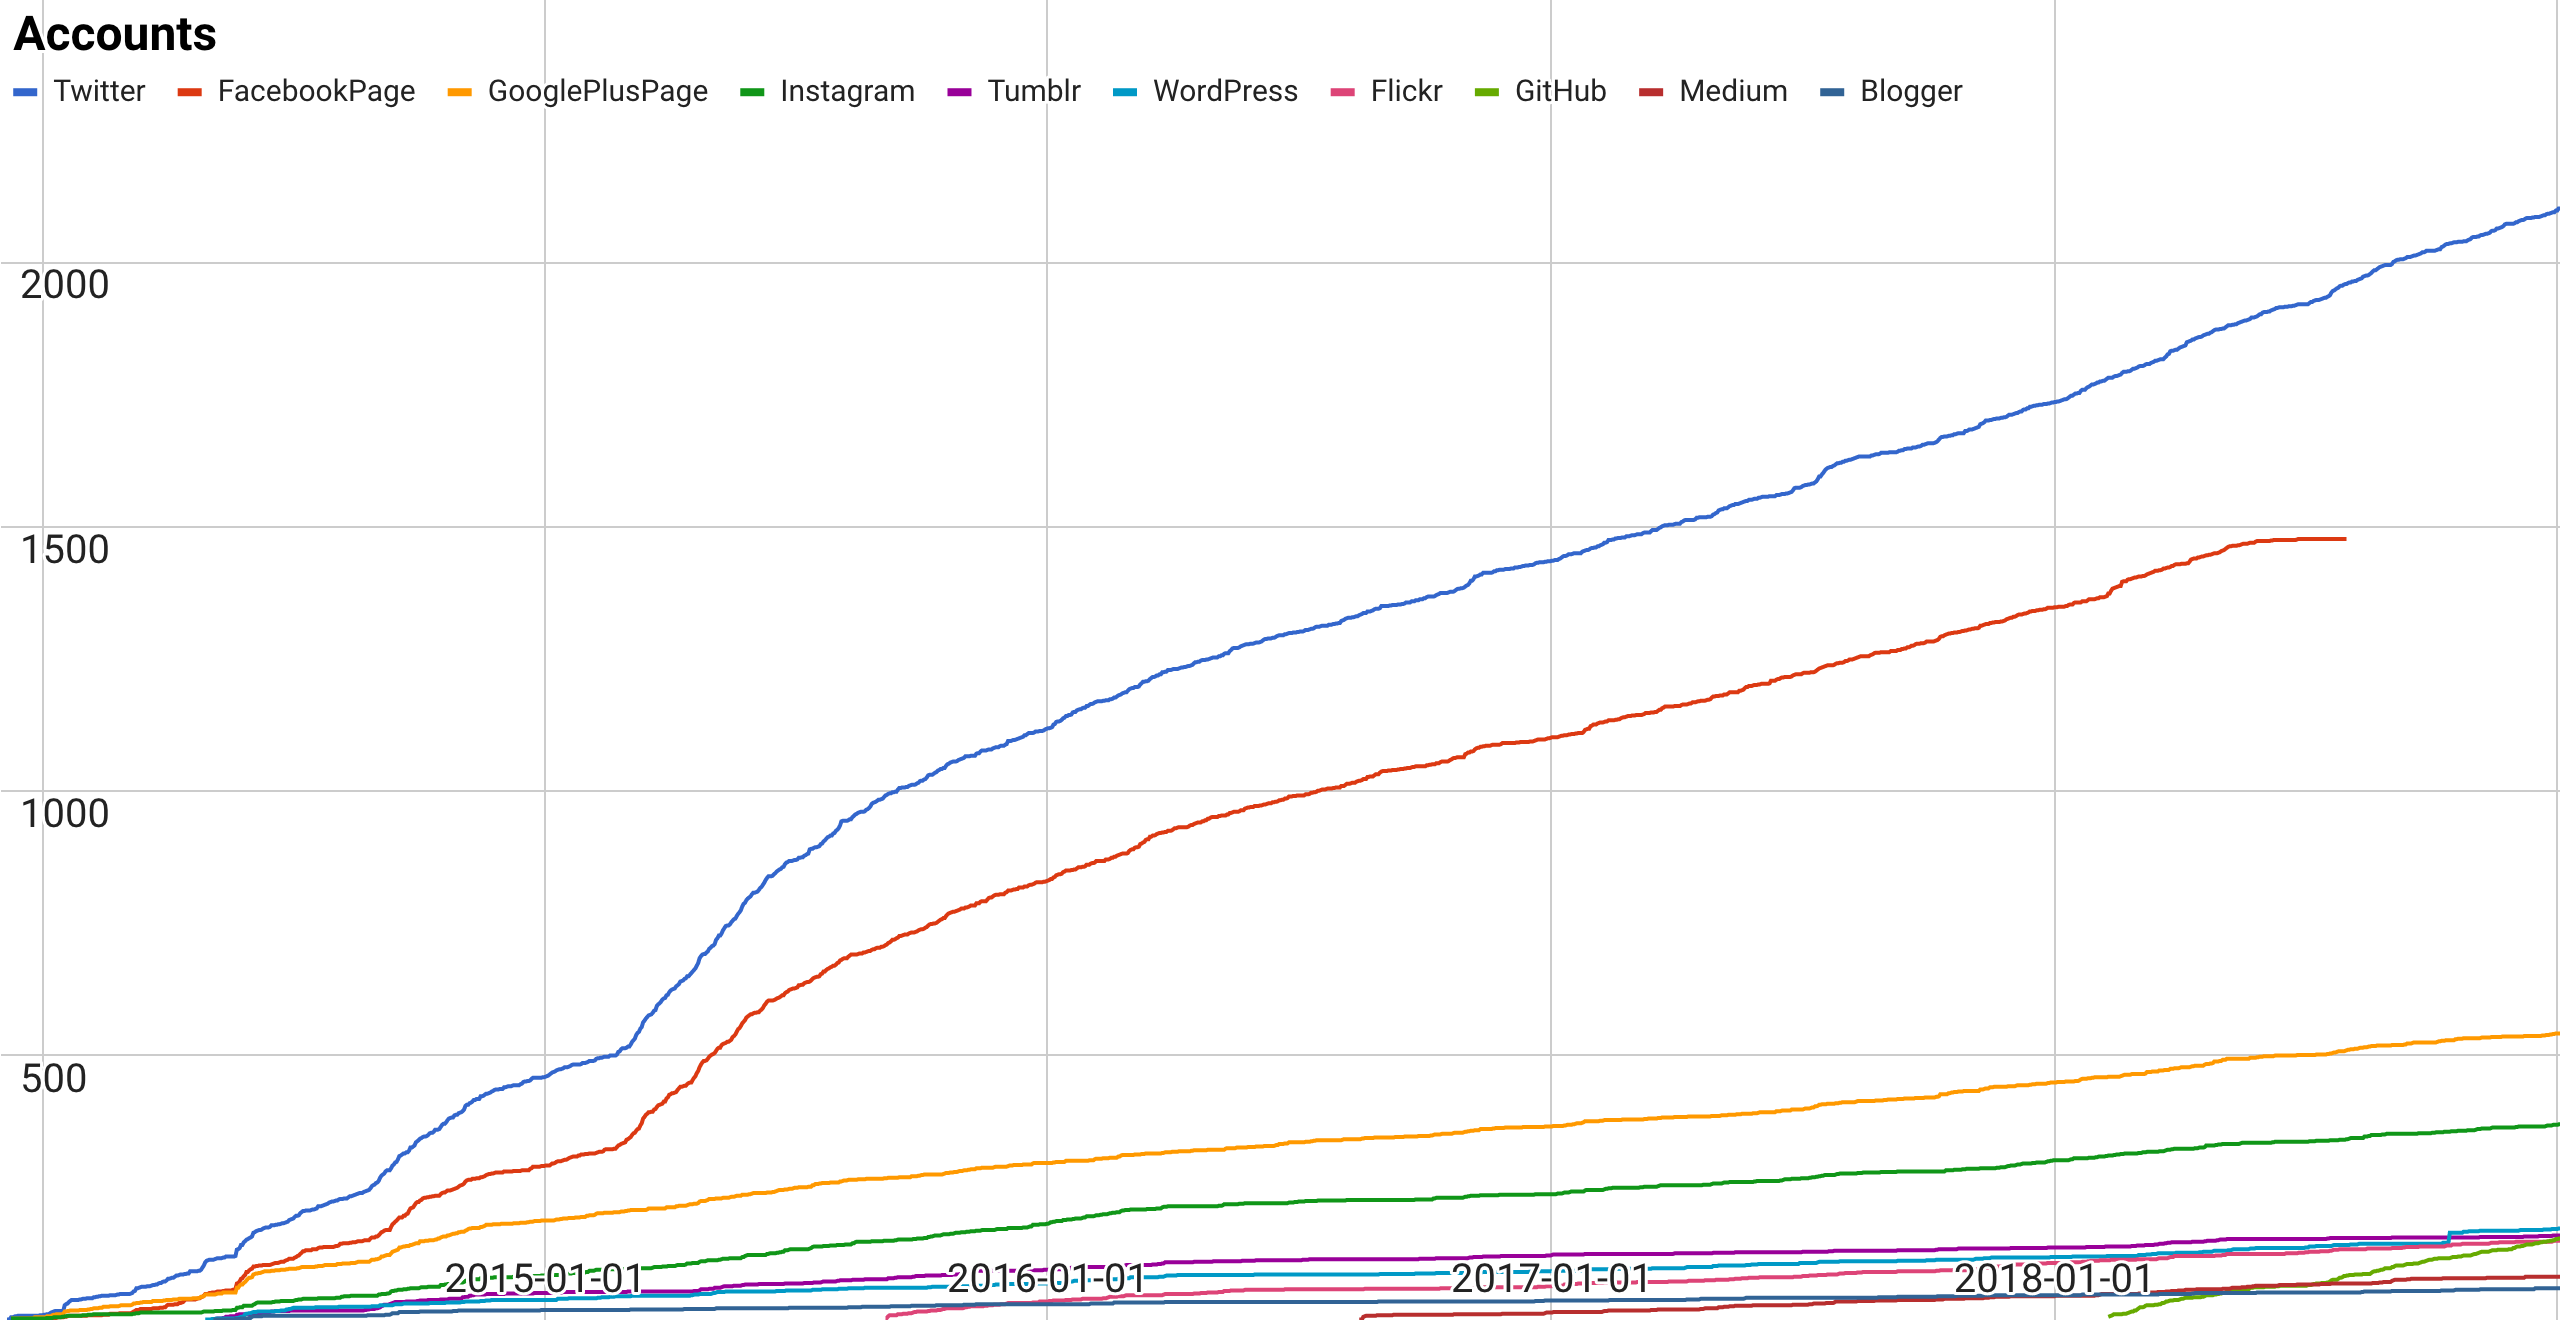 Accounts
Twitter FacebookPage GooglePlusPage Instagram Tumblr WordPress Flickr GitHub Medium Blogger
2000
1500
1000
500
2015-01-01 2016-01-01 2017-01-01 2018-01-01